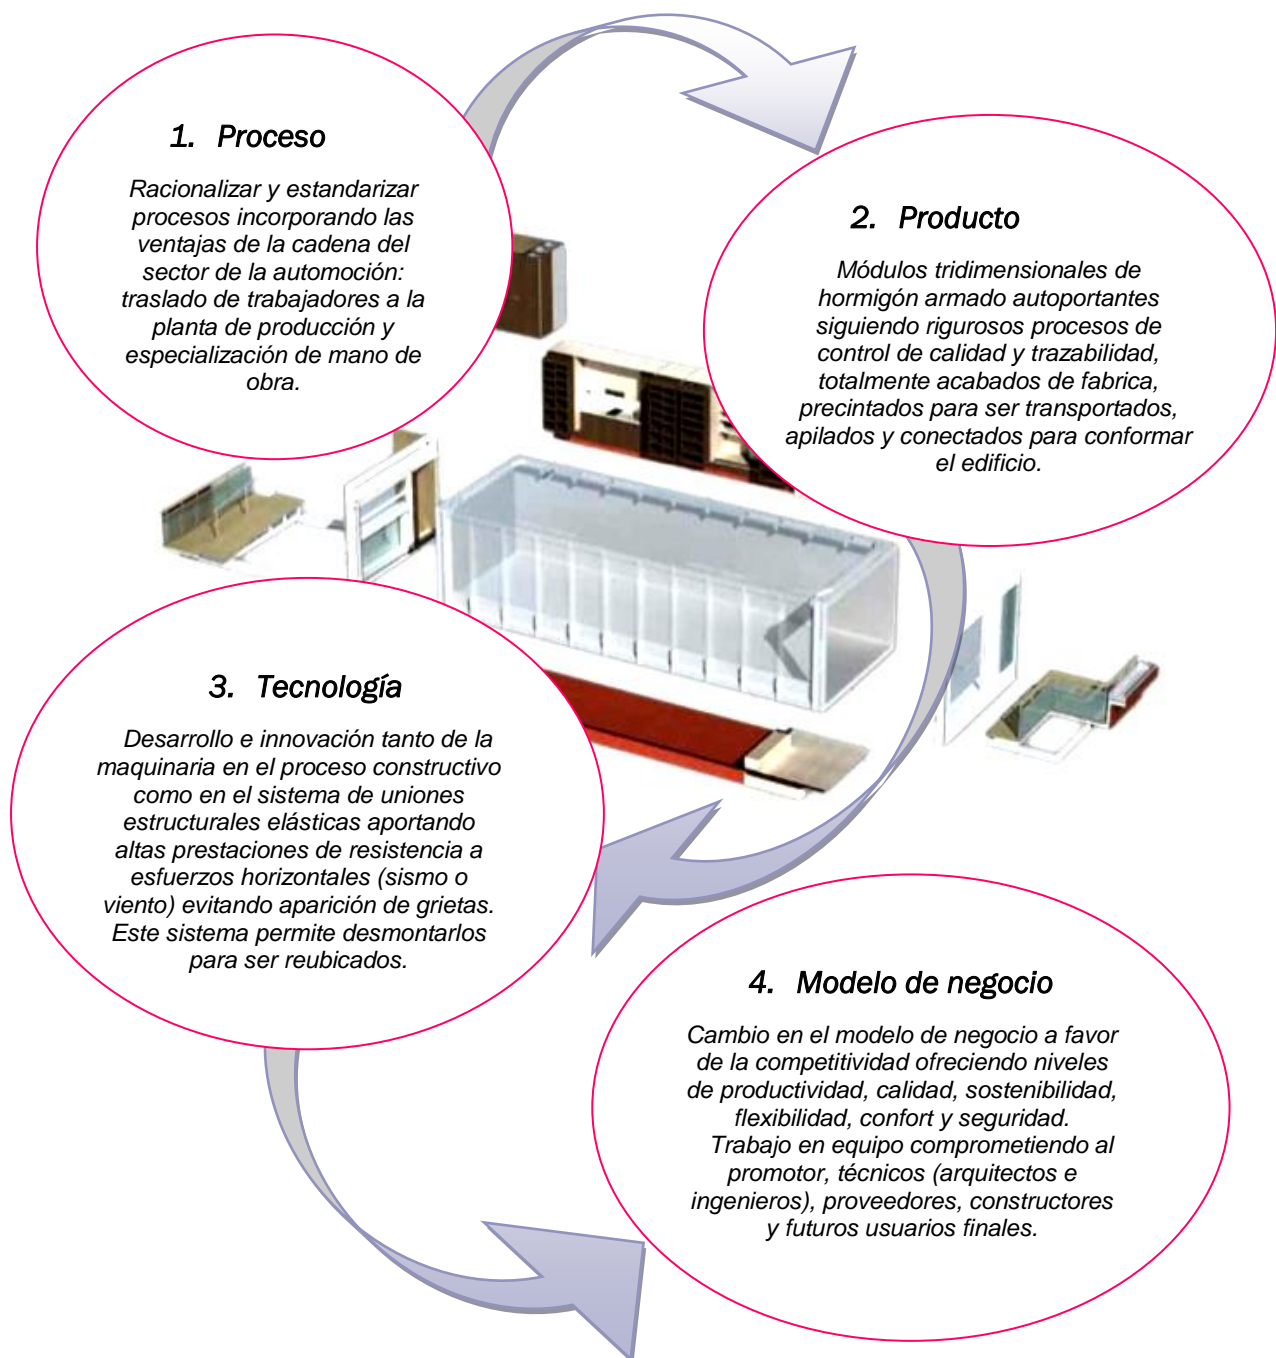 1. Proceso
Racionalizar y estandarizar
procesos incorporando las
ventajas de la cadena del
sector de la automoción:
traslado de trabajadores a la
planta de producción y
especialización de mano de
obra.
2. Producto
Módulos tridimensionales de
hormigón armado autoportantes
siguiendo rigurosos procesos de
control de calidad y trazabilidad,
totalmente acabados de fabrica,
precintados para ser transportados,
apilados y conectados para conformar
el edificio.
3. Tecnología
Desarrollo e innovación tanto de la
maquinaria en el proceso constructivo
como en el sistema de uniones
estructurales elásticas aportando
altas prestaciones de resistencia a
esfuerzos horizontales (sismo o
viento) evitando aparición de grietas.
Este sistema permite desmontarlos
para ser reubicados.
4. Modelo de negocio
Cambio en el modelo de negocio a favor
de la competitividad ofreciendo niveles
de productividad, calidad, sostenibilidad,
flexibilidad, confort y seguridad.
Trabajo en equipo comprometiendo al
promotor, técnicos (arquitectos e
ingenieros), proveedores, constructores
y futuros usuarios finales.